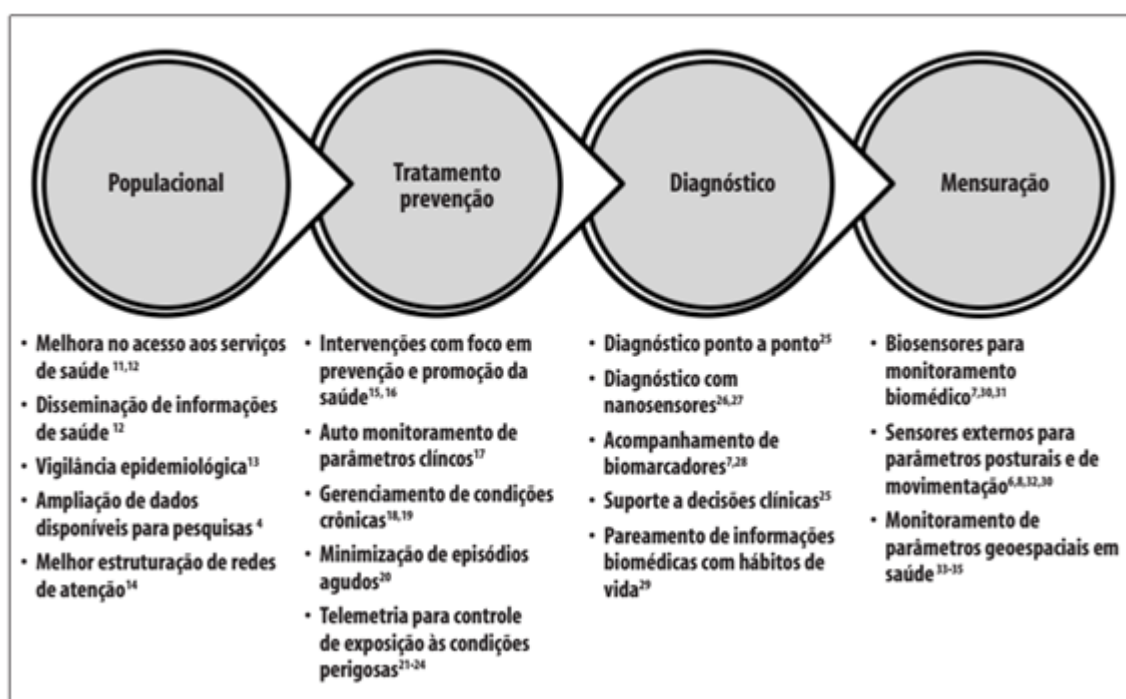 Populacional
Tratamento
prevenção
Diagnóstico
Mensuração
• Melhora no acesso aos serviços
de saúde 11,12
• Disseminação de informações
de saúde 12
• Vigilância epidemiológica13
• Ampliação de dados
disponíveis para pesquisas 4
• Melhor estruturação de redes
de atenção14
• Intervenções com foco em
prevenção e promoção da
saúde15,16
• Auto monitoramento de
parâmetros clíncos17
• Gerenciamento de condições
crônicas18,19
• Minimização de episódios
agudos20
• Telemetria para controle
de exposição às condições
perigosas21-24
• Diagnóstico ponto a ponto25
• Diagnóstico com
nanosensores26,27
• Acompanhamento de
biomarcadores7,28
• Suporte a decisões clínicas25
• Pareamento de informações
biomédicas com hábitos de
vida29
• Biosensores para
monitoramento
biomédico7,30,31
• Sensores externos para
parâmetros posturais e de
movimentação6,8,32,30
• Monitoramento de
parâmetros geoespaciais em
saúde 33-35